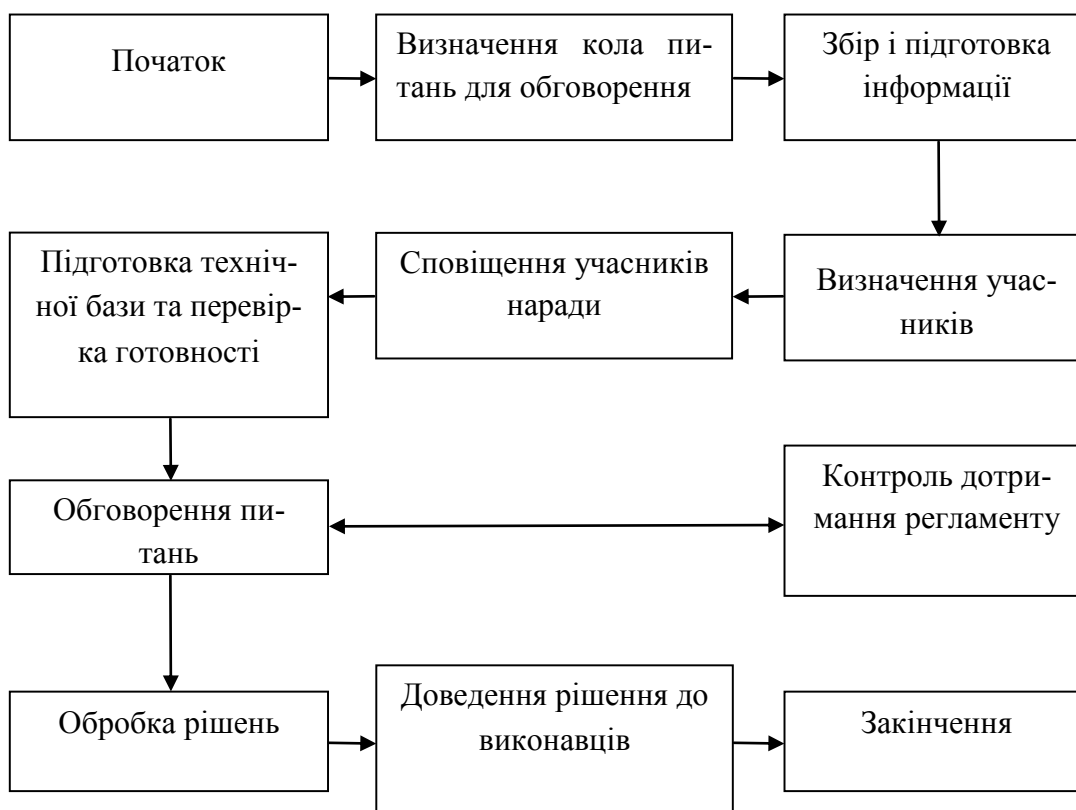 Початок
Визначення кола пи-
тань для обговорення
Збір і підготовка
інформації
Підготовка техніч-
ної бази та перевір-
ка готовності
Сповіщення учасників
наради
Визначення учас-
ників
Обговорення пи-
тань
Контроль дотри-
мання регламенту
Обробка рішень
Доведення рішення до
виконавців
Закінчення